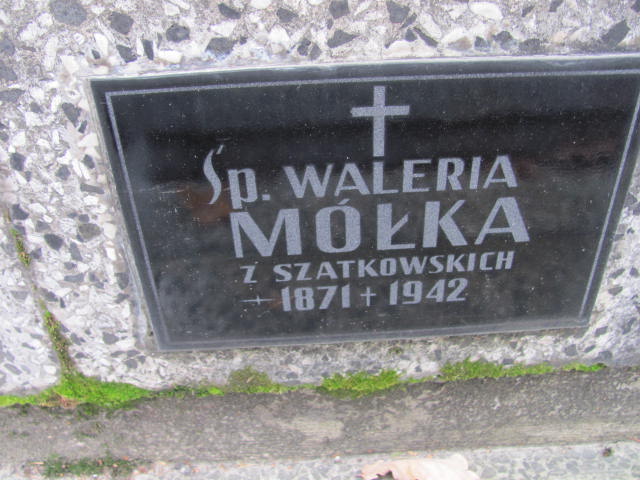 Śp. WALERIA
MÓŁKA
Z SZATKOWSKICH
1871 + 1942